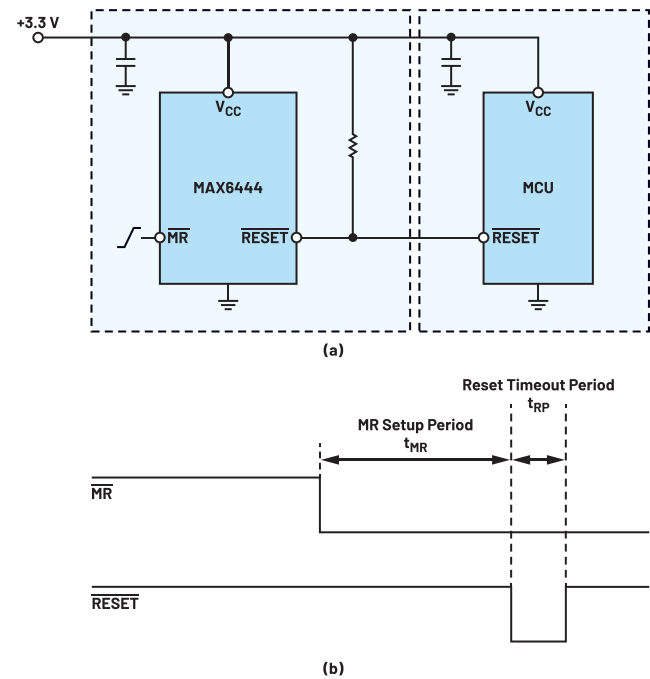 +3.3 V
VCC
VCC
MAX6444
MCU
MR
RESET
RESET
(a)
Reset Timeout Period
tRP
MR Setup Period
tMR
MR
RESET
(b)